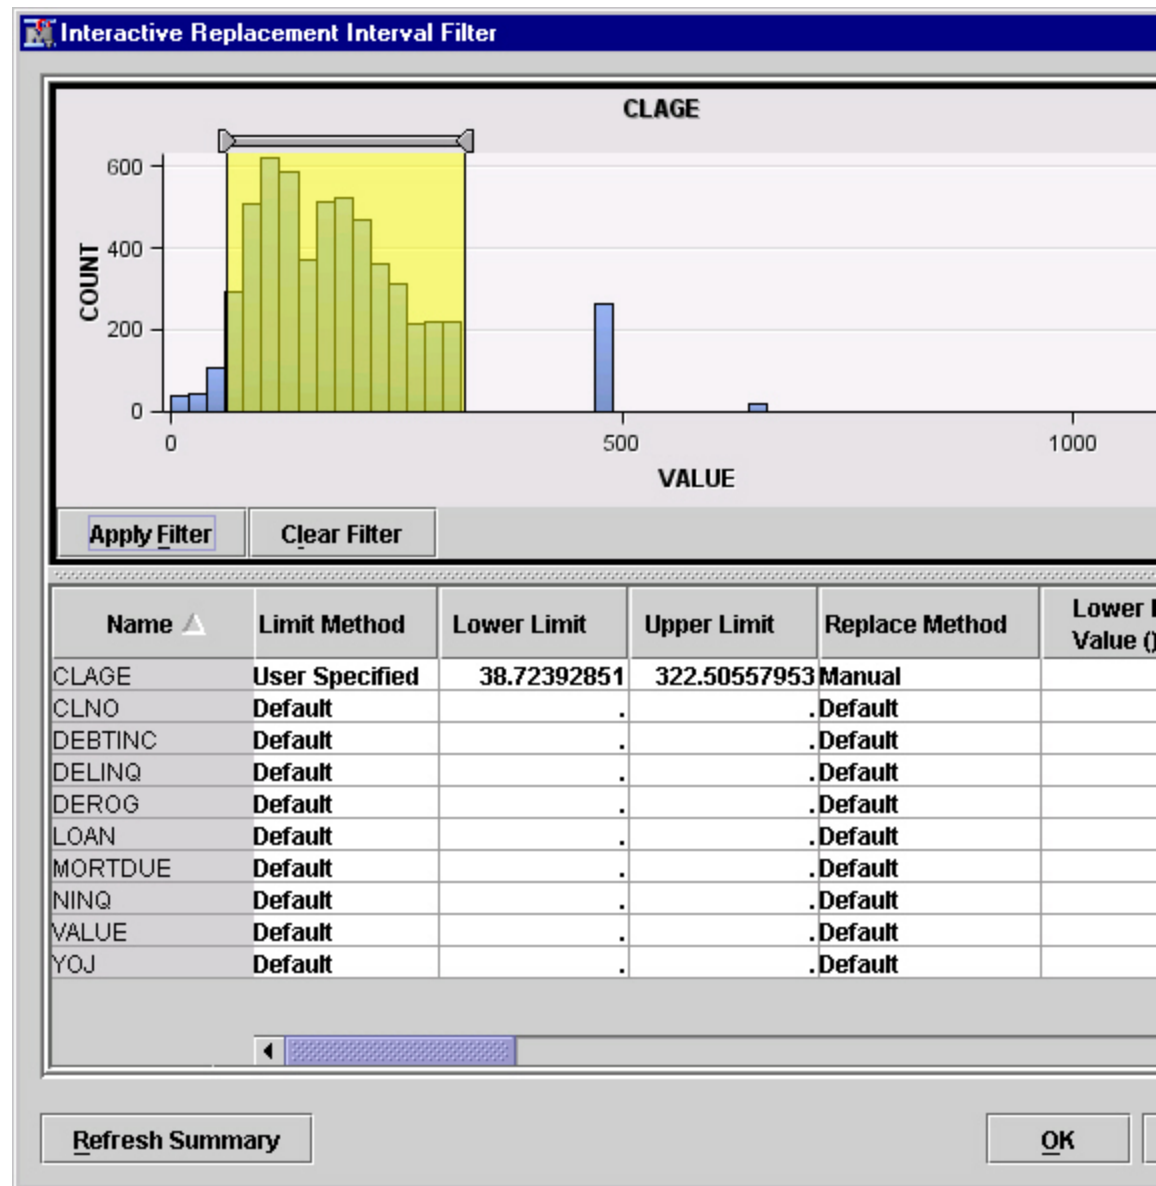 Interactive Replacement Interval Filter
CLAGE
600
400
200
0
COUNT
0 500 1000
VALUE
Apply Filter Clear Filter
Name Limit Method Lower Limit Upper Limit Replace Method Lower
Value ()
CLAGE User Specified 38.72392851 322.50557953 Manual
CLNO Default . . Default
DEBTINC Default . . Default
DELINQ Default . . Default
DEROG Default . . Default
LOAN Default . . Default
MORTDUE Default . . Default
NINQ Default . . Default
VALUE Default . . Default
YOJ Default . . Default
Refresh Summary OK